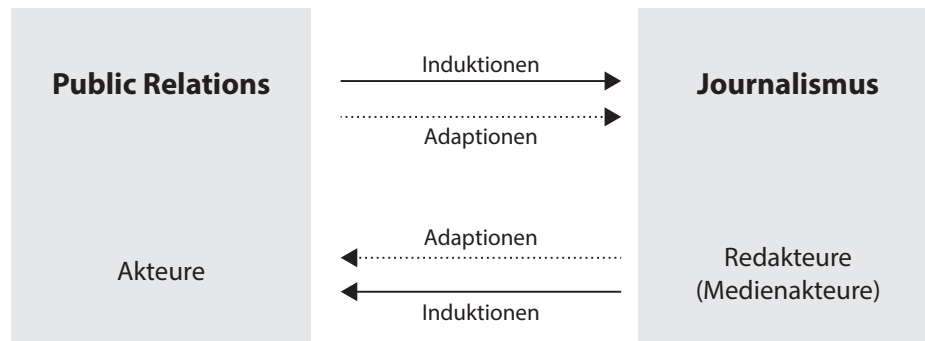 Public Relations
Induktionen
Journalismus
Adaptionen
Akteure
Adaptionen
Redakteure
(Medienakteure)
Induktionen